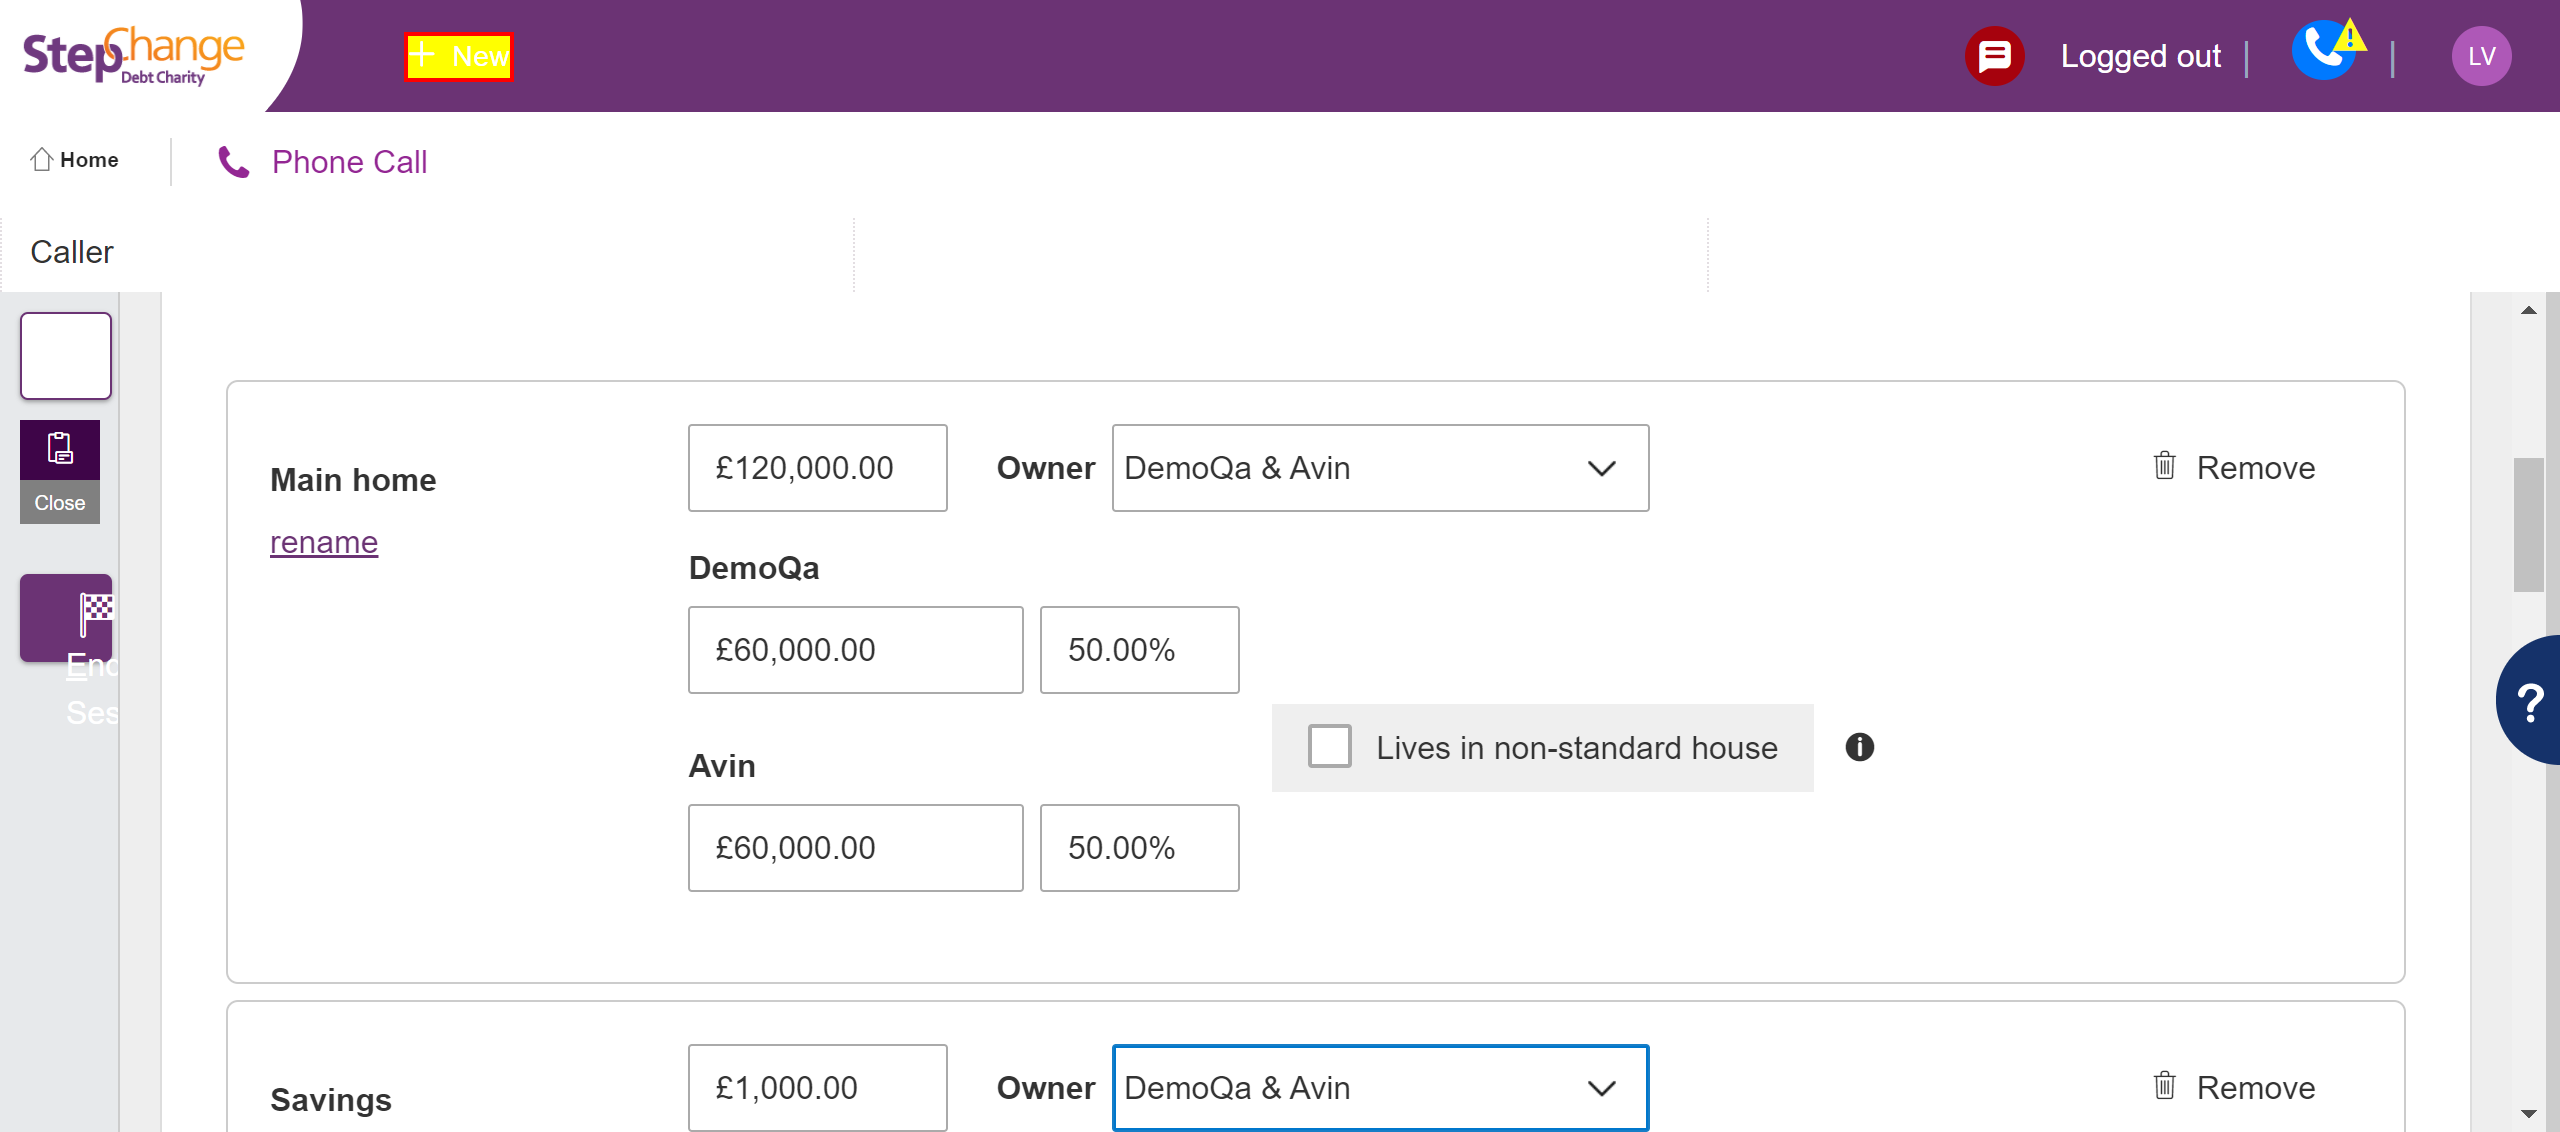 StepChange
Debt Charity
+ New
Logged out
LV
Home
Phone Call
Caller
Close
End
Ses
Main home
rename
£120,000.00
Owner
DemoQa & Avin
Remove
DemoQa
£60,000.00
50.00%
Lives in non-standard house
Avin
£60,000.00
50.00%
?
Savings
£1,000.00
Owner
DemoQa & Avin
Remove